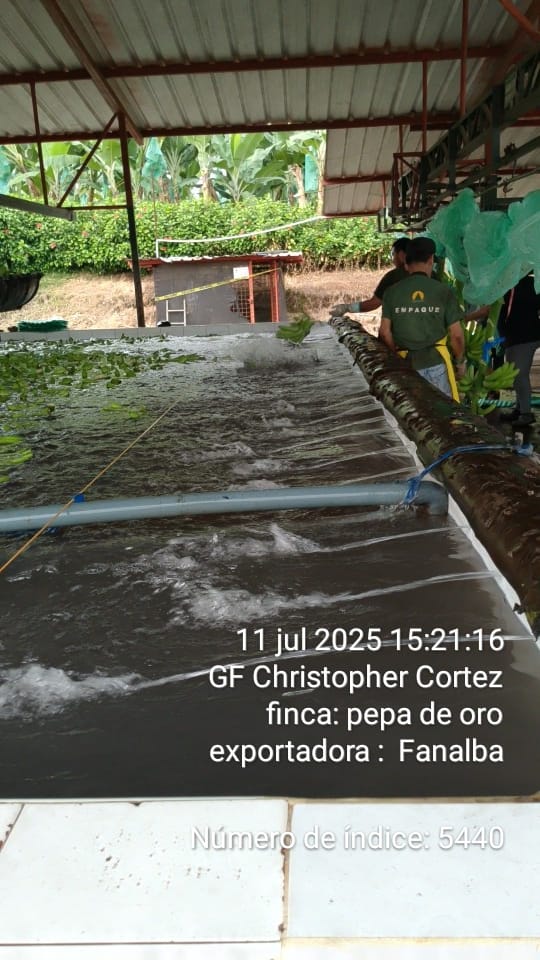 EMPAQUE
11 jul 2025 15:21:16
GF Christopher Cortez
finca: pepa de oro
exportadora : Fanalba
Número de índice: 5440